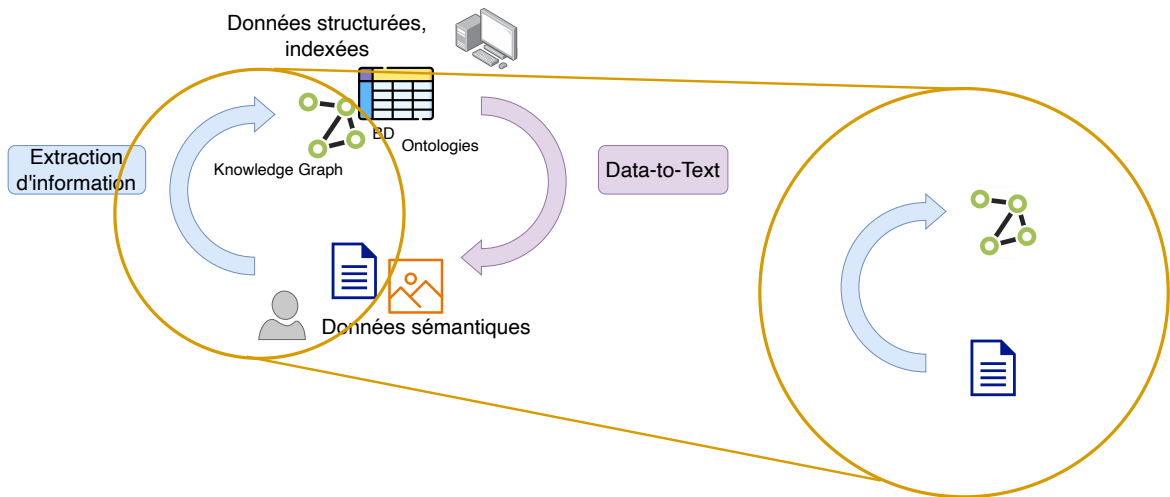 Données structurées,
indexées
BD
Ontologies
Knowledge Graph
Extraction
d'information
Data-to-Text
Données sémantiques